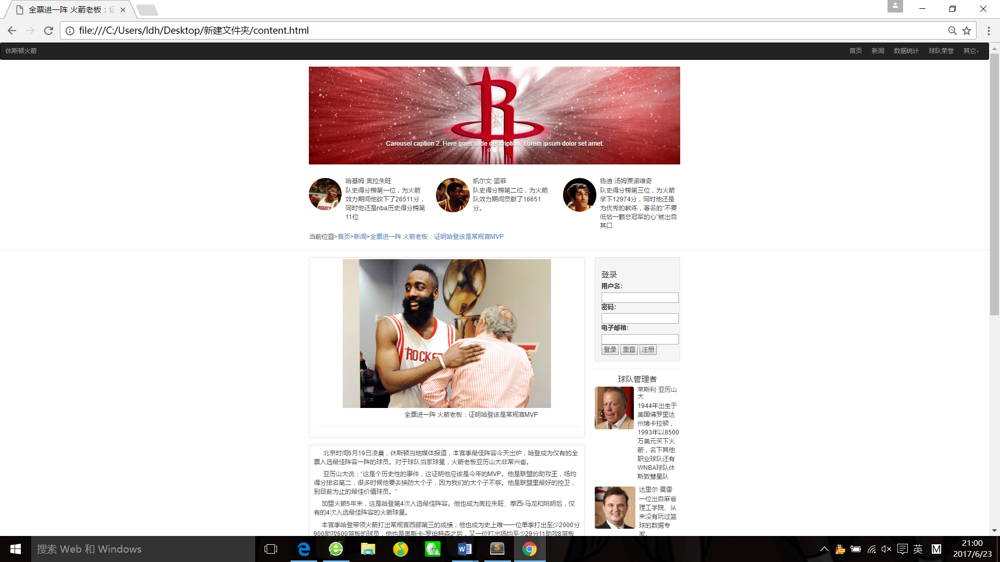 全票进一阵 火箭老板：证
file:///C:/Users/ldh/Desktop/新建文件夹/content.html
休斯顿火箭
首页 新闻 数据统计 球队荣誉 其它
Carousel caption 2. Here goes slide description. Lorem ipsum dolor set amet.
哈基姆·奥拉朱旺
队史得分榜第一位，为火箭
效力期间他砍下了26511分，
同时他还是nba历史得分榜第
11位
凯尔文·墨菲
队史得分榜第二位，为火箭
队效力期间贡献了16651
分。
鲁迪·汤姆贾诺维奇
队史得分榜第三位，为火箭
拿下12974分，同时他还是
为优秀的教练，著名的“不要
低估一颗总冠军的心”就出自
其口.
当前位置>首页>新闻>全票进一阵 火箭老板：证明哈登该是常规赛MVP
ROCKE
全票进一阵 火箭老板：证明哈登该是常规赛MVP
北京时间5月19日凌晨，休斯顿当地媒体报道，本赛季最佳阵容今天出炉，哈登成为仅有的全
票入选最佳阵容一阵的球员。对于球队当家球星，火箭老板亚历山大非常兴奋。
亚历山大说：“这是个历史性的事件，这证明他应该是今年的MVP。他是联盟的助攻王，场均
得分排名第二，很多时候他要去换防大个子，因为我们的大个子不够。他是联盟里最好的控卫，
到目前为止的最佳价值球员。”
加盟火箭5年来，这是哈登第4次入选最佳阵容。他也成为奥拉朱旺、摩西-马龙和姚明后，仅
有的4次入选最佳阵容的火箭球星。
本赛季哈登带领火箭打出常规赛西部第三的成绩，他也成为史上唯一一位单季打出至少2000分
900助攻600篮板的球员，他也是奥斯卡-罗伯特森之后，又一位打出场均至少29分11助攻8篮板
登录
用户名:
密码:
电子邮箱:
登录 重置 注册
球队管理者
莱斯利·亚历山
大
1944年出生于
美国佛罗里达
州博卡拉顿，
1993年以8500
万美元买下火
箭，名下其他
职业球队还有
WNBA球队休
斯敦彗星队
达里尔·莫雷
一位出自麻省
理工学院、从
来没有玩过篮
球的数据专
家。
搜索 Web 和 Windows
英
M
21:00
2017/6/23